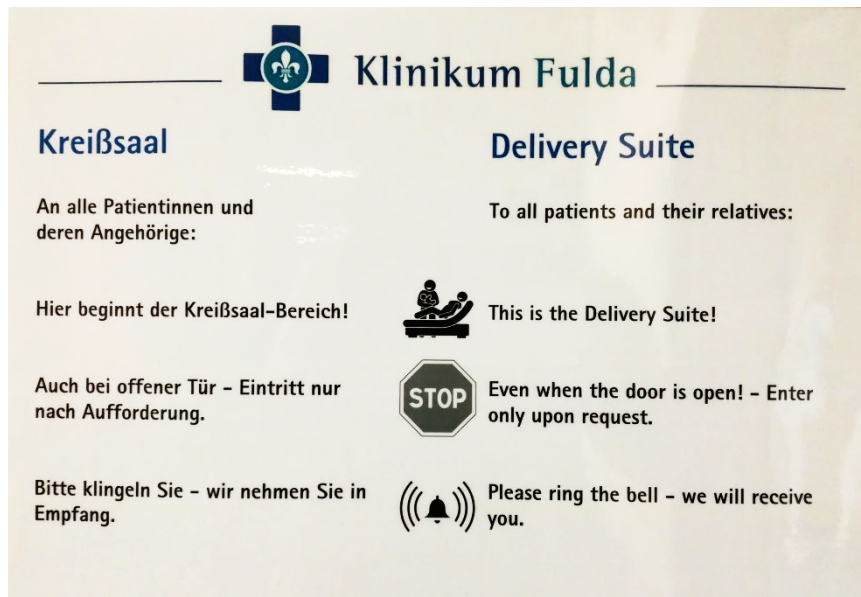 Klinikum Fulda
Kreißsaal
An alle Patientinnen und
deren Angehörige:
Hier beginnt der Kreißsaal-Bereich!
Auch bei offener Tür - Eintritt nur
nach Aufforderung.
Bitte klingeln Sie - wir nehmen Sie in
Empfang.
STOP
Delivery Suite
To all patients and their relatives:
This is the Delivery Suite!
Even when the door is open! - Enter
only upon request.
Please ring the bell - we will receive
you.